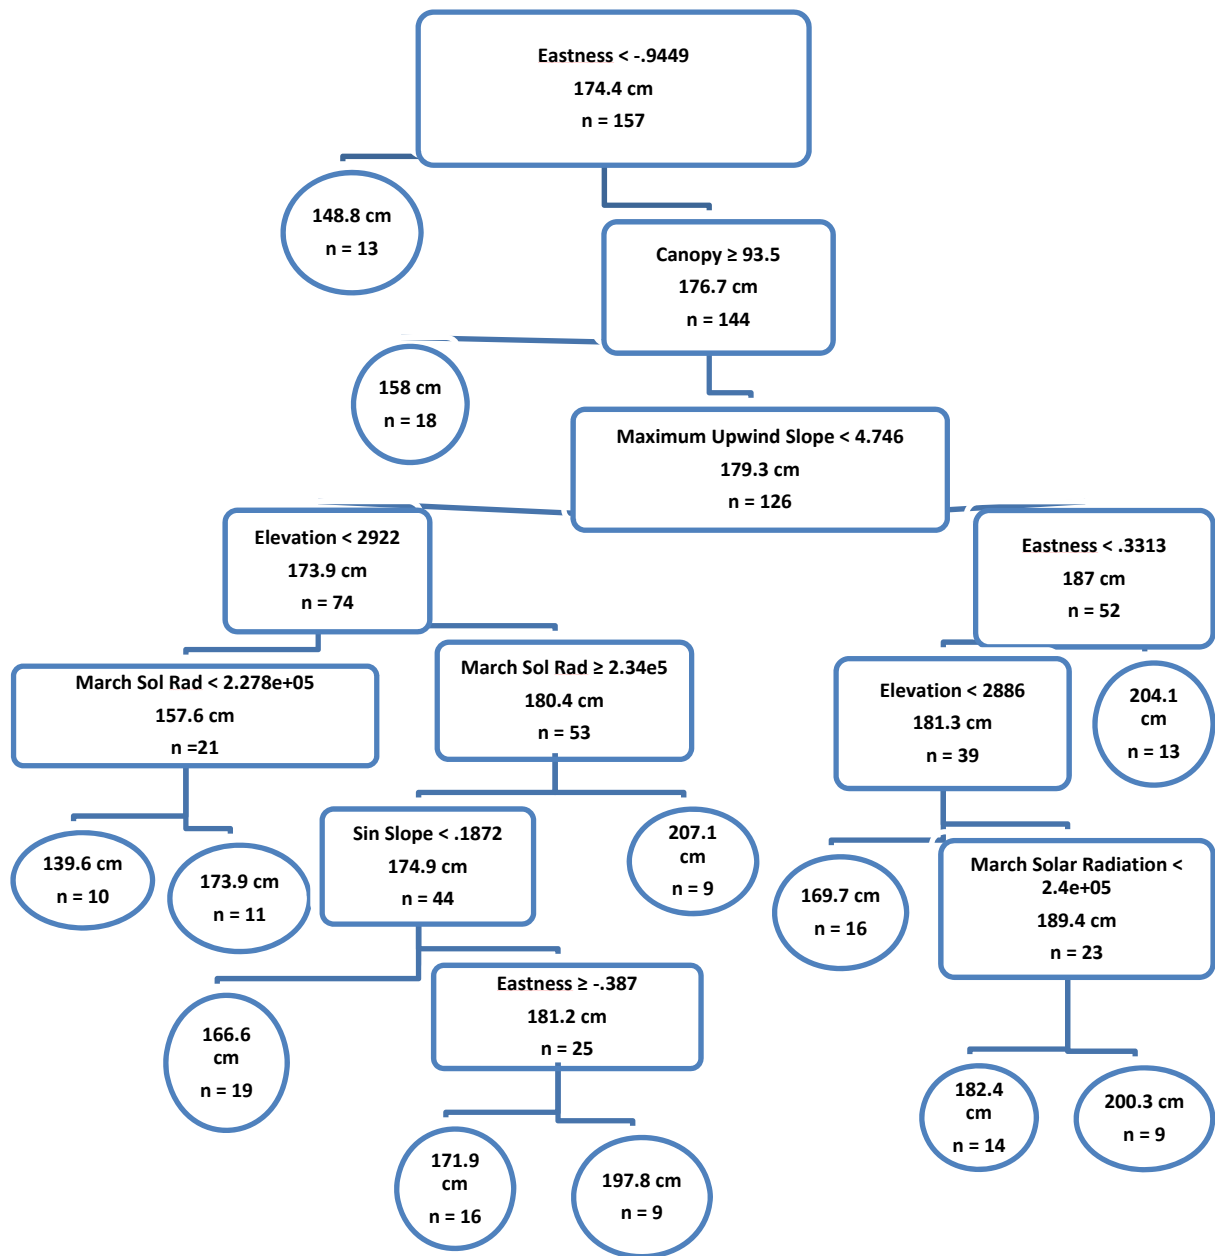 Eastness < -.9449
174.4 cm
n = 157
148.8 cm
n = 13
Canopy ≥ 93.5
176.7 cm
n = 144
158 cm
n = 18
Maximum Upwind Slope < 4.746
179.3 cm
n = 126
Elevation < 2922
173.9 cm
n = 74
Eastness < .3313
187 cm
n = 52
March Sol Rad < 2.278e+05
157.6 cm
n =21
March Sol Rad ≥ 2.34e5
180.4 cm
n = 53
Elevation < 2886
181.3 cm
n = 39
204.1
cm
n = 13
139.6 cm
n = 10
173.9 cm
n = 11
Sin Slope < .1872
174.9 cm
n = 44
207.1
cm
n = 9
169.7 cm
n = 16
March Solar Radiation <
2.4e+05
189.4 cm
n = 23
166.6
cm
n = 19
Eastness ≥ -.387
181.2 cm
n = 25
182.4
cm
n = 14
200.3 cm
n = 9
171.9
cm
n = 16
197.8 cm
n = 9